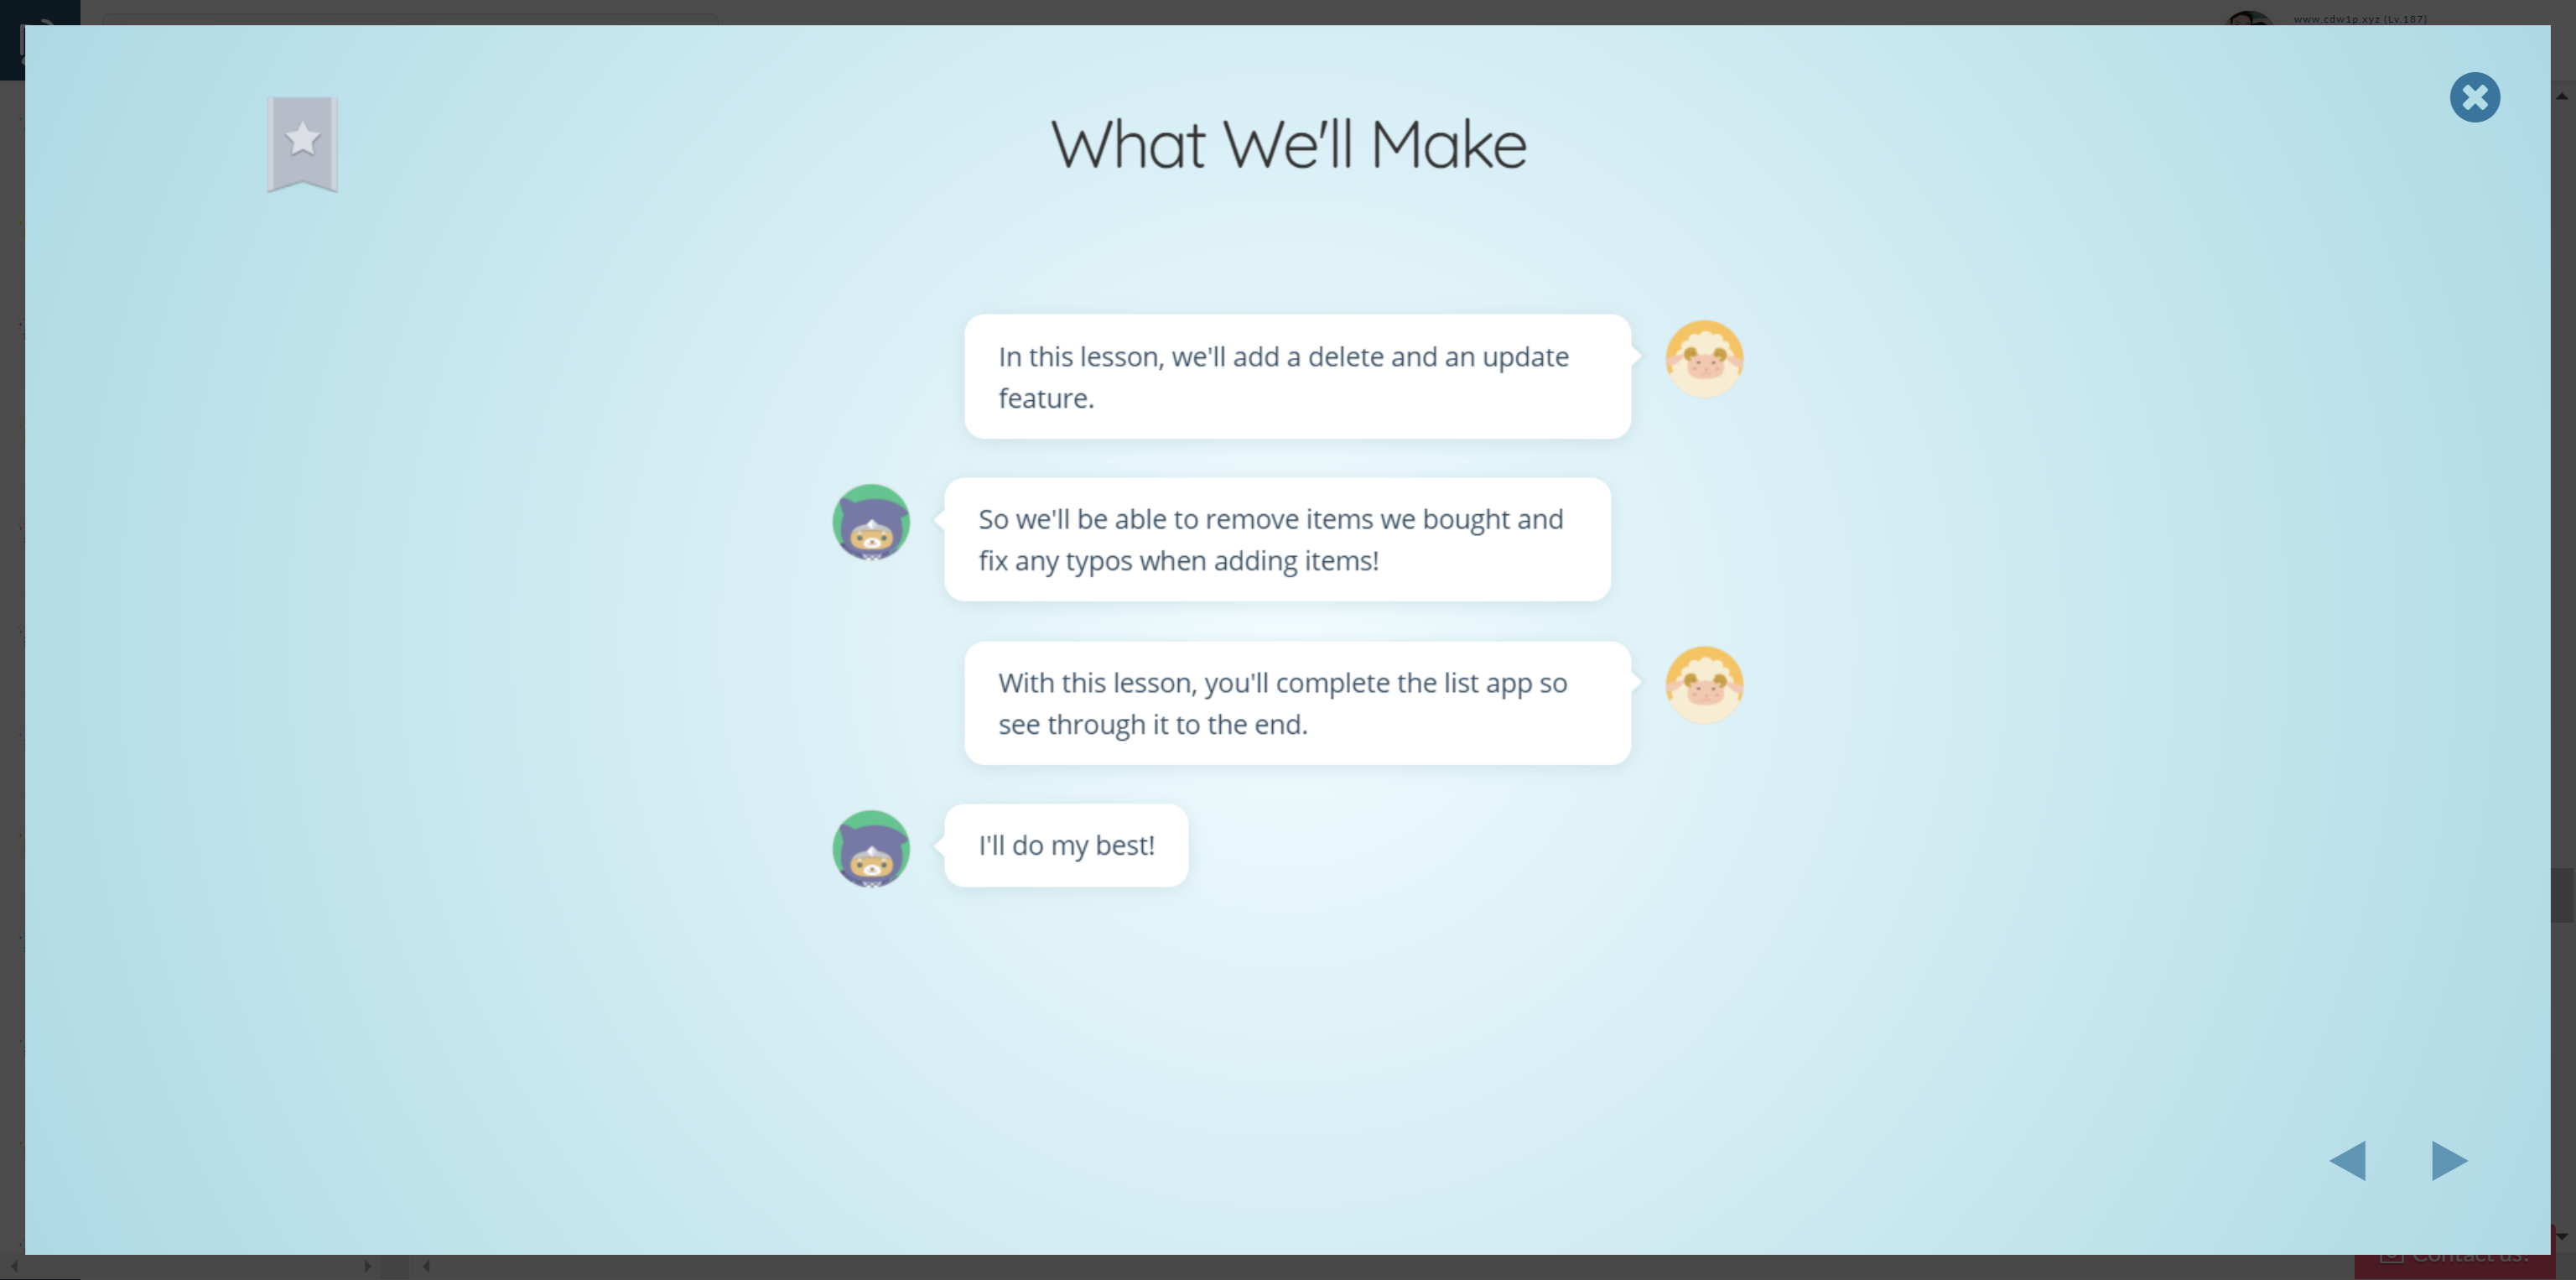 www.cdw1p.xyz (Lv.187)
What We'll Make
In this lesson, we'll add a delete and an update
feature.
So we'll be able to remove items we bought and
fix any typos when adding items!
With this lesson, you'll complete the list app so
see through it to the end.
I'll do my best!
Contact us!